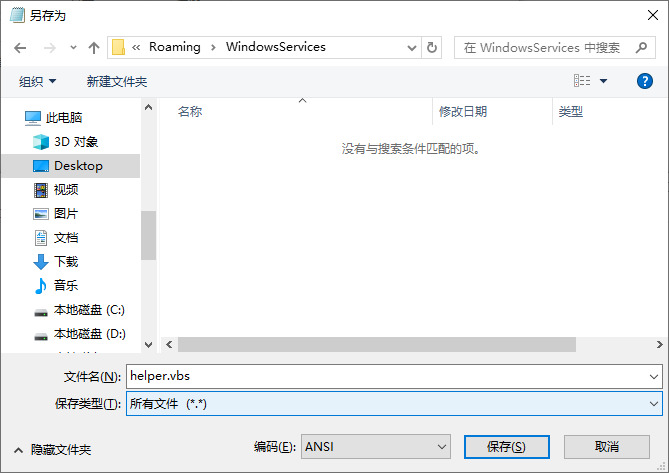 另存为
« Roaming > WindowsServices
在 WindowsServices 中搜索
组织
新建文件夹
?
名称
修改日期
类型
没有与搜索条件匹配的项。
此电脑
3D 对象
Desktop
视频
图片
文档
下载
音乐
本地磁盘 (C:)
本地磁盘 (D:)
文件名(N):
helper.vbs
保存类型(T):
所有文件 (*.*)
隐藏文件夹
编码(E):
ANSI
保存(S)
取消